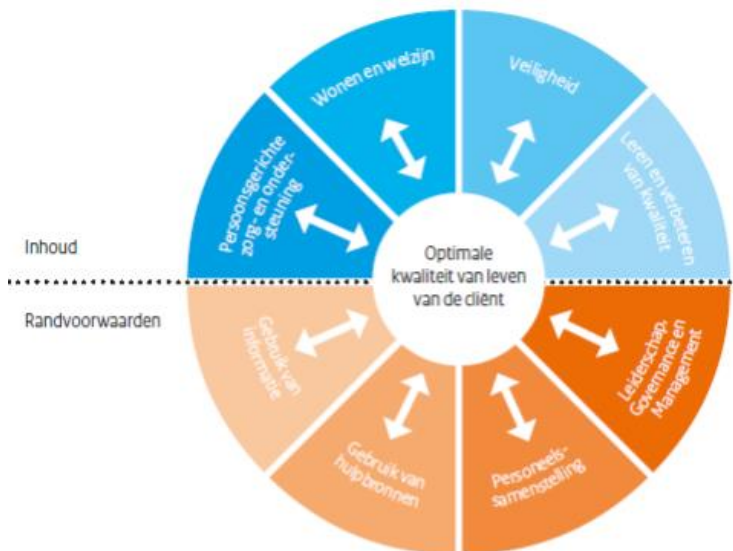 Wonen en welzijn
Veiligheid
Persoonsgerichte
zorg- en onder-
steuning
Leren en verbeteren
van kwaliteit
Inhoud
Optimale
kwaliteit van leven
van de cliënt
Randvoorwaarden
Gebruik van
informatie
Leiderschap,
Governance en
Management
Gebruik van
hulpbronnen
Personeels-
samenstelling